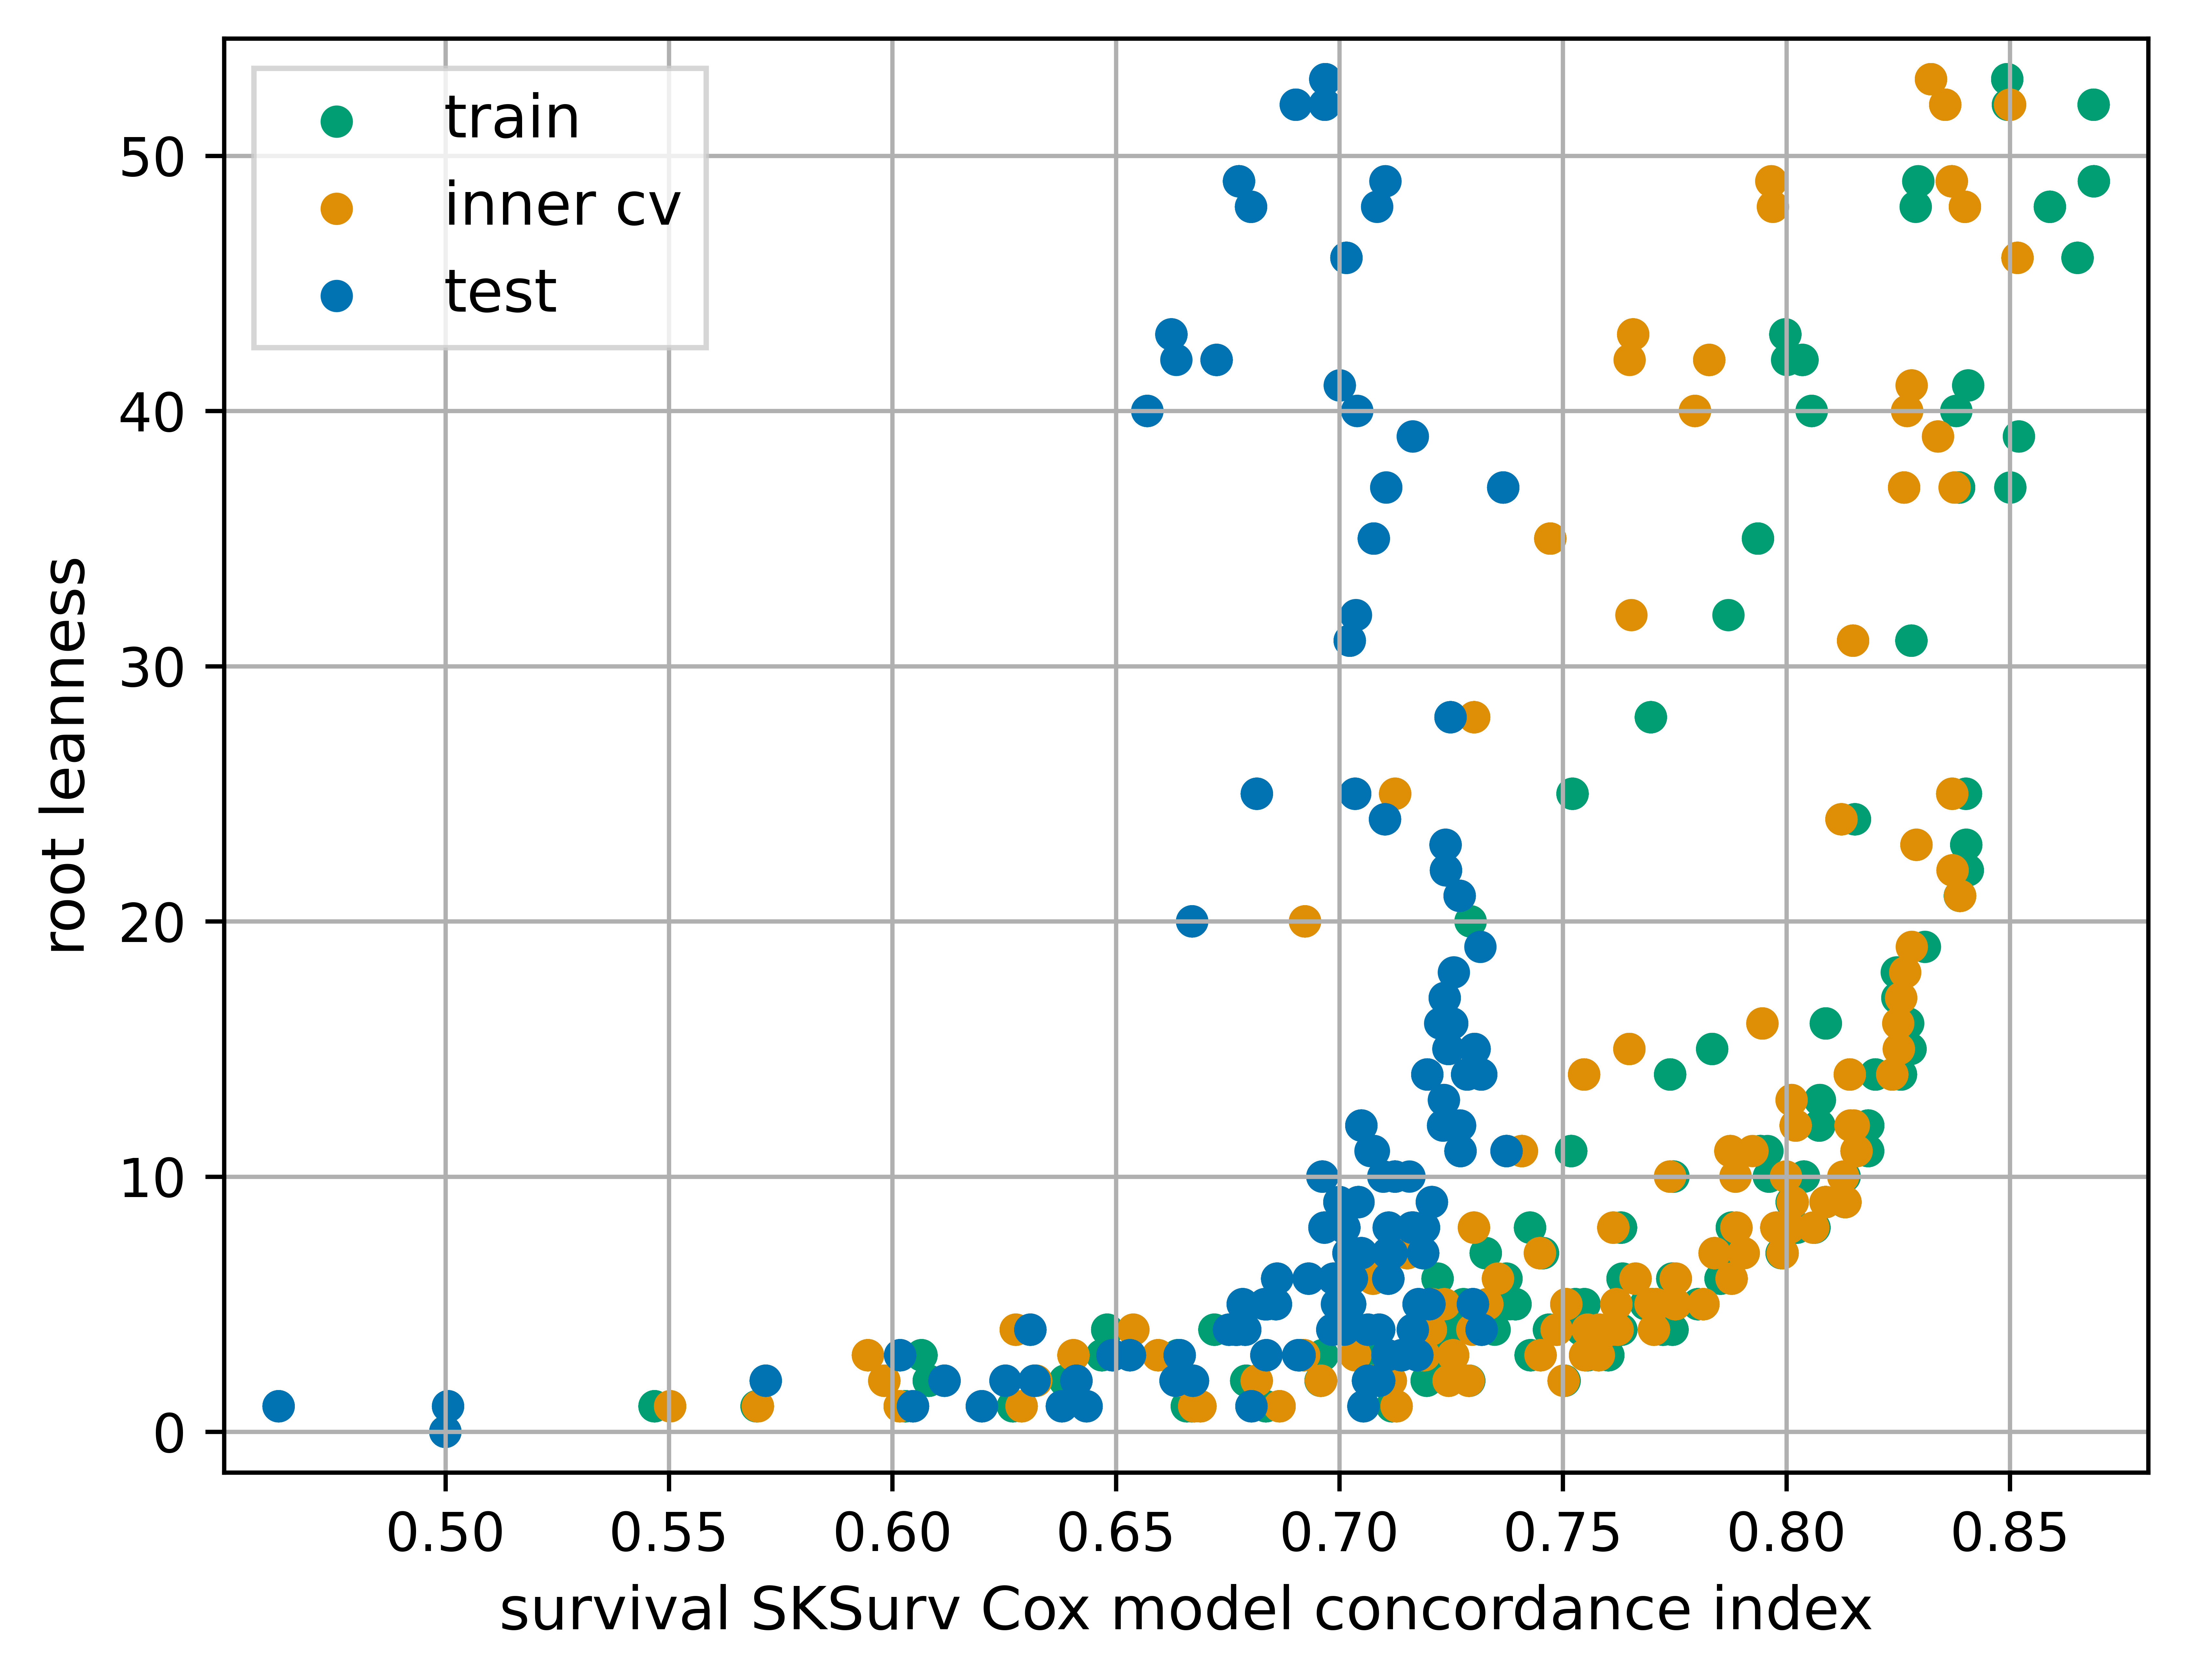 train
inner cv
test
root leanness
50
40
30
20
10
0
0.50 0.55 0.60 0.65 0.70 0.75 0.80 0.85
survival SKSurv Cox model concordance index